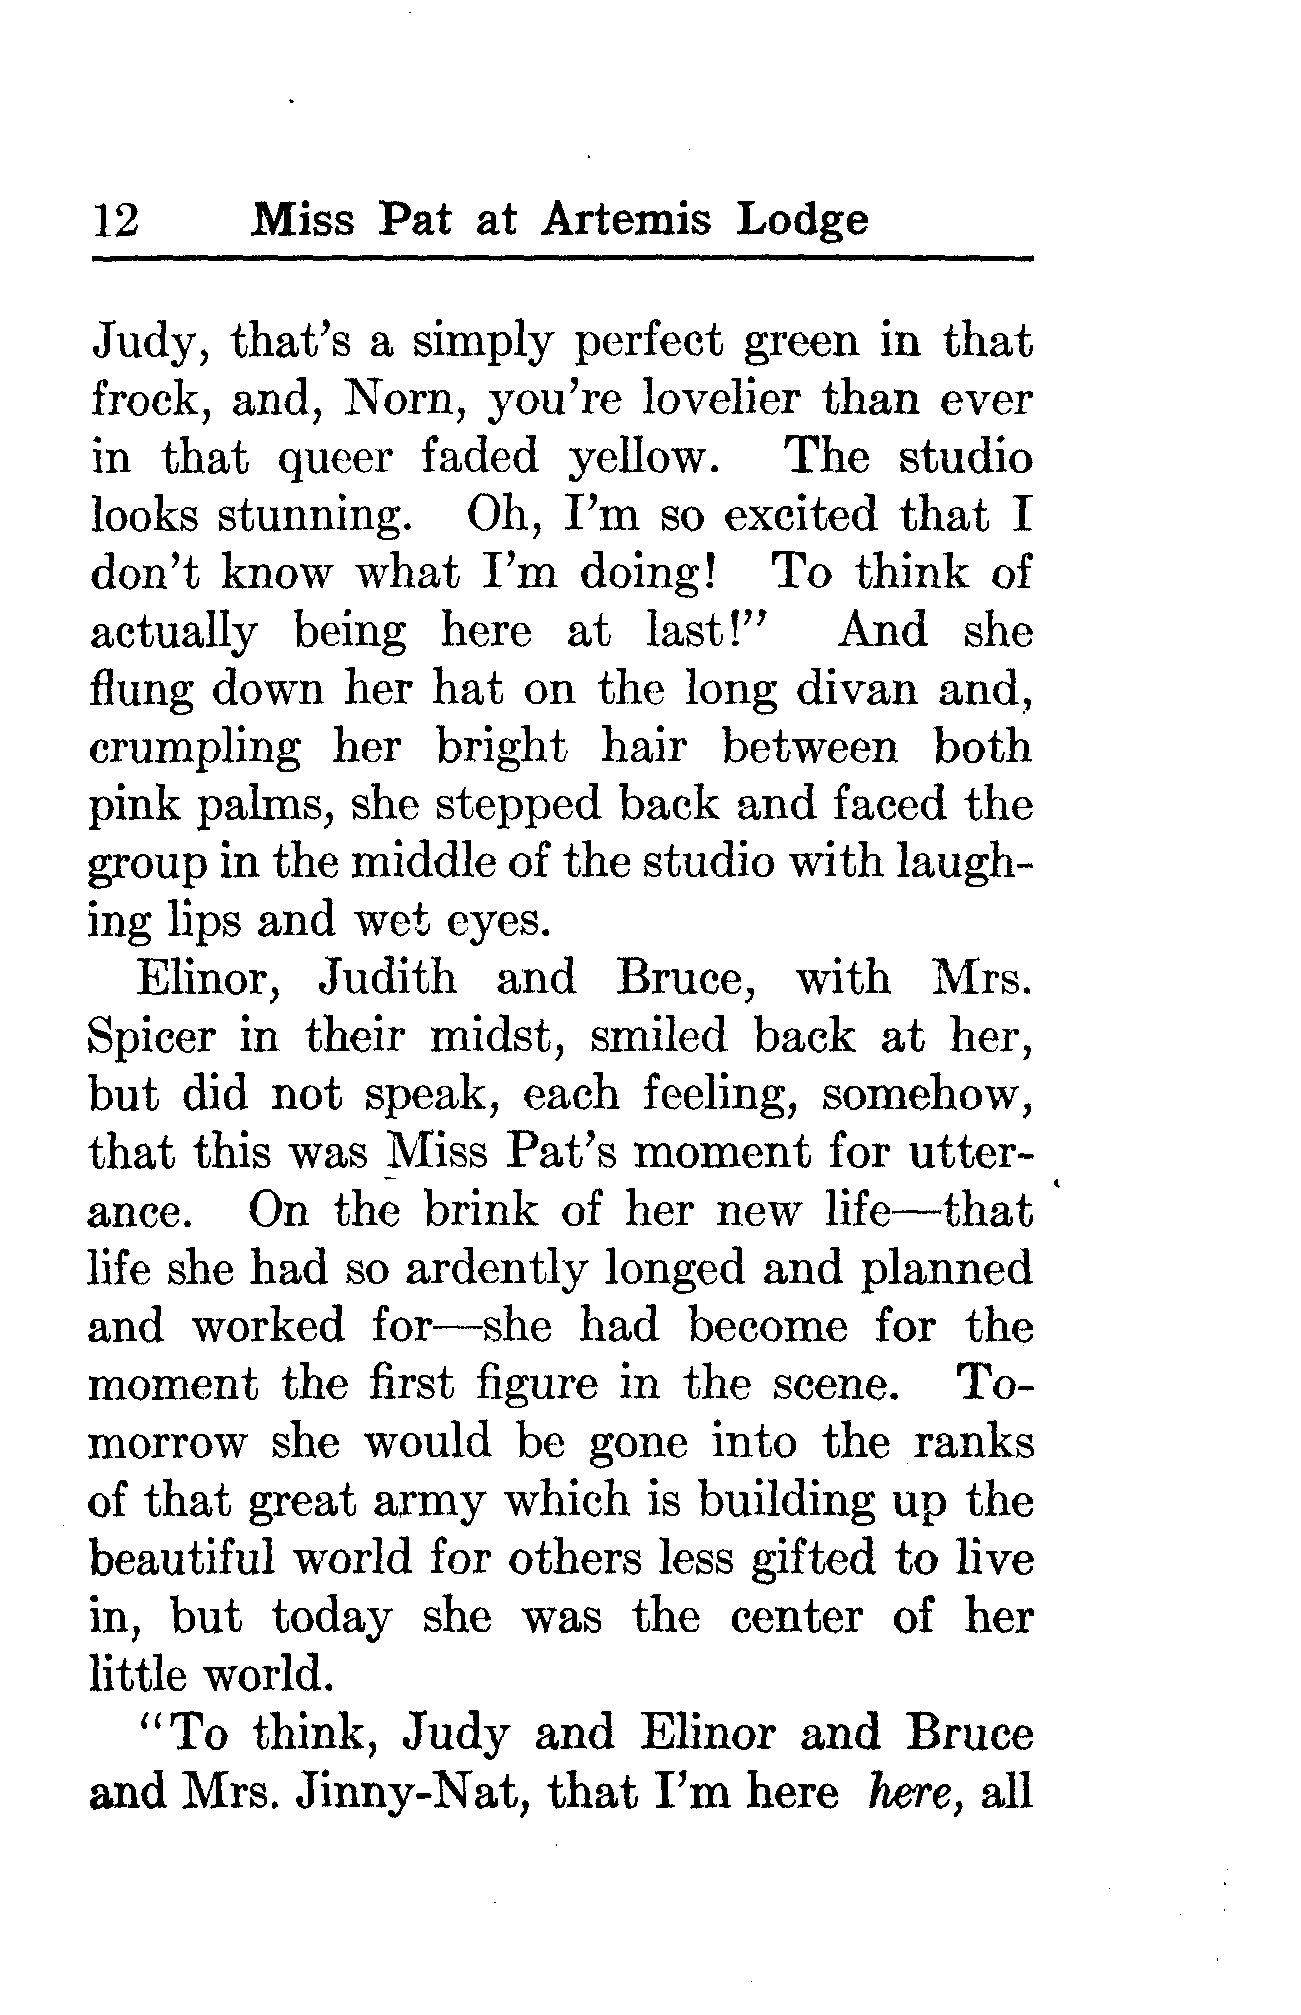 12 Miss Pat at Artemis Lodge
Judy, that's a simply perfect green in that
frock, and, Norn, you're lovelier than ever
in that queer faded yellow. The studio
looks stunning. Oh, I'm so excited that I
don't know what I'm doing! To think of
actually being here at last!” And she
flung down her hat on the long divan and,
crumpling her bright hair between both
pink palms, she stepped back and faced the
group in the middle of the studio with laugh-
ing lips and wet eyes.
Elinor, Judith and Bruce, with Mrs.
Spicer in their midst, smiled back at her,
but did not speak, each feeling, somehow,
that this was Miss Pat's moment for utter-
ance. On the brink of her new life—that
life she had so ardently longed and planned
and worked for—she had become for the
moment the first figure in the scene. To-
morrow she would be gone into the ranks
of that great army which is building up the
beautiful world for others less gifted to live
in, but today she was the center of her
little world.
“To think, Judy and Elinor and Bruce
and Mrs. Jinny-Nat, that I'm here here, all